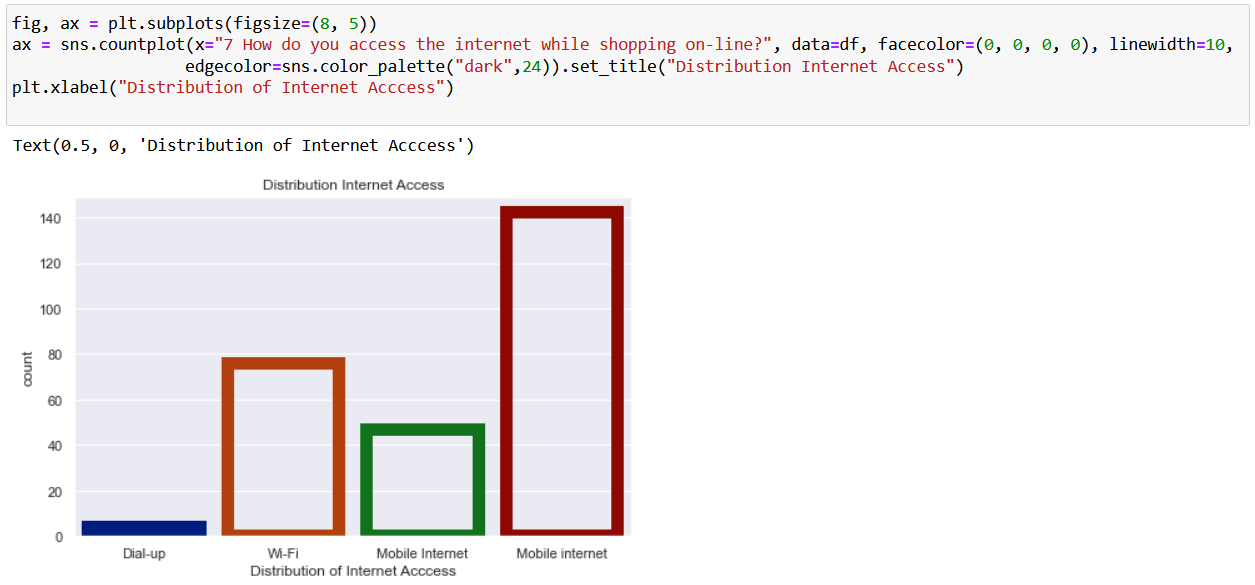 fig, ax = plt.subplots(figsize=(8, 5))
ax = sns.countplot(x="7 How do you access the internet while shopping on-line?", data=df, facecolor=(0, 0, 0, 0), linewidth=10,
edgecolor=sns.color_palette("dark",24)).set_title("Distribution Internet Access")
plt.xlabel("Distribution of Internet Acccess")
Text(0.5, 0, 'Distribution of Internet Acccess')
Distribution Internet Access
140
120
100
80
60
40
20
0
count
Dial-up Wi-Fi Mobile Internet Mobile internet
Distribution of Internet Acccess